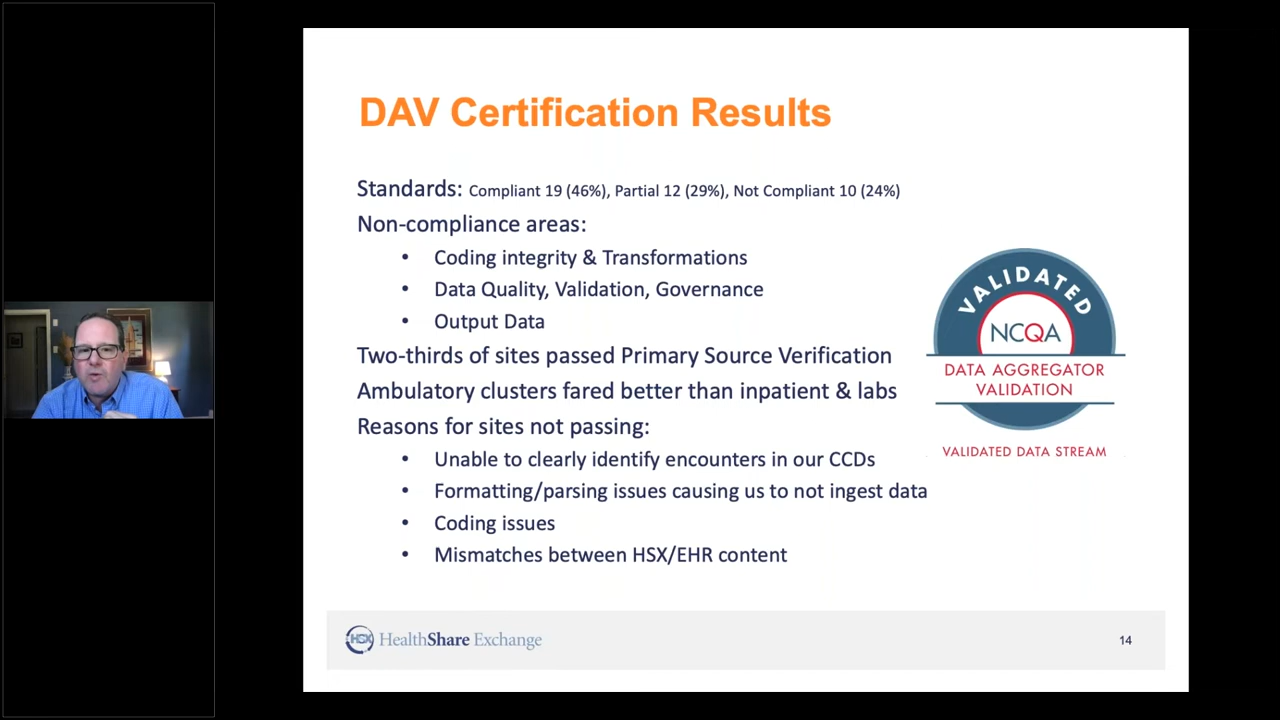 DAV Certification Results
Standards: Compliant 19 (46%), Partial 12 (29%), Not Compliant 10 (24%)
Non-compliance areas:
• Coding integrity & Transformations
• Data Quality, Validation, Governance
• Output Data
Two-thirds of sites passed Primary Source Verification
Ambulatory clusters fared better than inpatient & labs
Reasons for sites not passing:
• Unable to clearly identify encounters in our CCDs
• Formatting/parsing issues causing us to not ingest data
• Coding issues
• Mismatches between HSX/EHR content
VALIDATED
NCQA
DATA AGGREGATOR
VALIDATION
VALIDATED DATA STREAM
HSX HealthShare Exchange
14